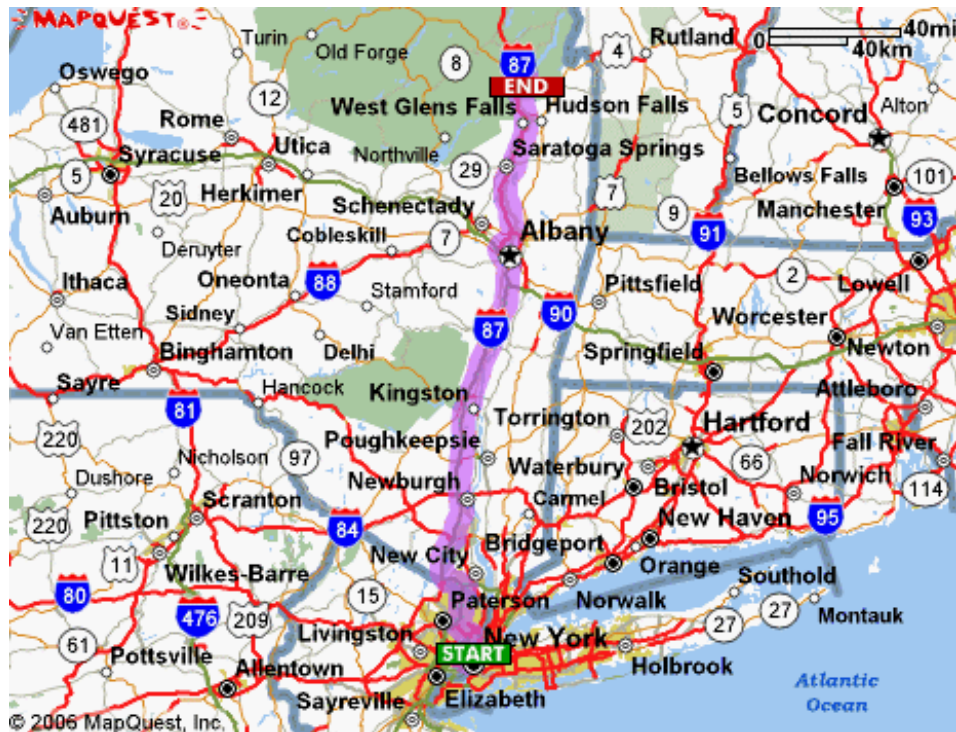 MAPQUEST®
Turin
Old Forge
8
87
END
4
Rutland
0 40mi
40km
Oswego
12
West Glens Falls
Hudson Falls
5
Concord
Alton
481
Rome
Syracuse
Utica
Northville
29
Saratoga Springs
5
20
Herkimer
7
Bellows Falls
101
Auburn
Schenectady
9
Manchester
93
Deruyter
Cobleskill
7
Albany
91
Ithaca
Oneonta
88
Stamford
Pittsfield
2
Lowell
Van Etten
Sidney
87
90
Worcester
Binghamton
Delhi
Springfield
Newton
Sayre
Hancock
Kingston
Attleboro
81
Torrington
Hartford
220
Poughkeepsie
202
Fall River
97
Nicholson
Waterbury
66
Norwich
Dushore
Newburgh
Carmel
Bristol
114
Scranton
220
Pittston
84
New Haven
95
11
New City
Bridgeport
Wilkes-Barre
Orange
Southold
80
15
Paterson
Norwalk
Montauk
476
209
27
27
61
Livingston
START
New York
Pottsville
Holbrook
Allentown
Sayreville
Elizabeth
Atlantic
Ocean
© 2006 MapQuest, Inc.